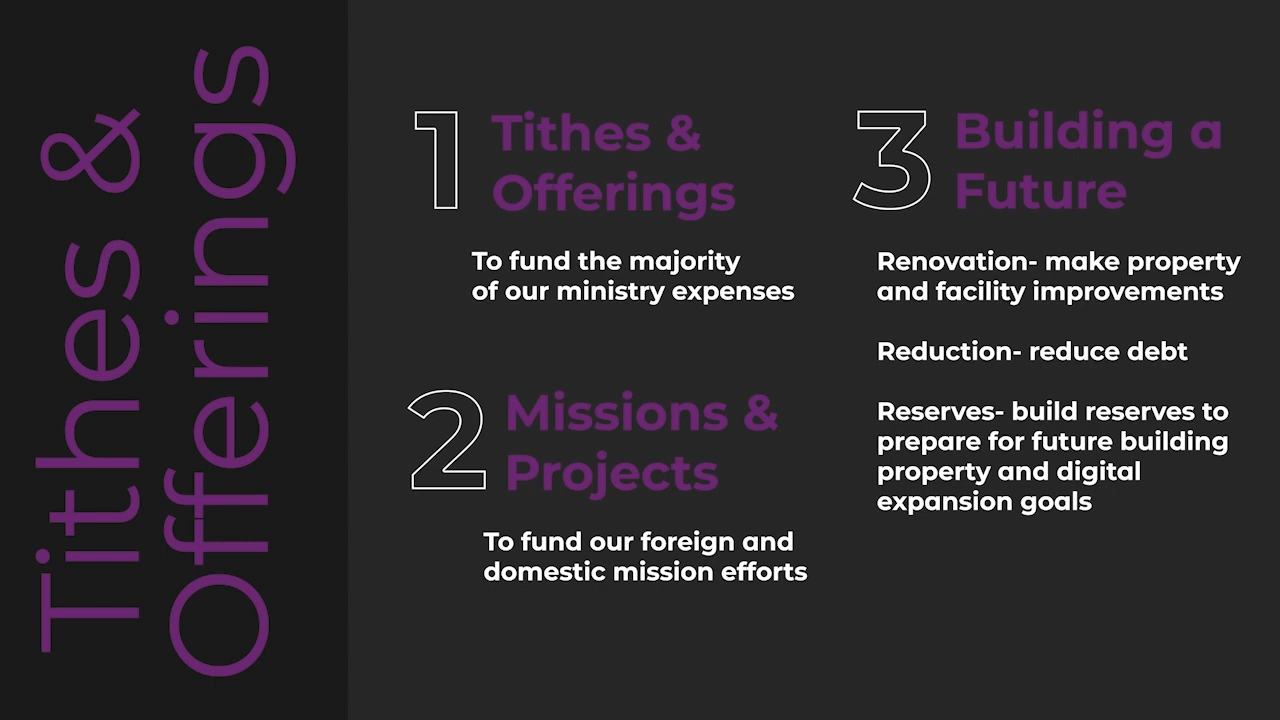 Tithes &
Offerings
1
Tithes &
Offerings
To fund the majority
of our ministry expenses
2
Missions &
Projects
To fund our foreign and
domestic mission efforts
3
Building a
Future
Renovation- make property
and facility improvements
Reduction- reduce debt
Reserves- build reserves to
prepare for future building
property and digital
expansion goals